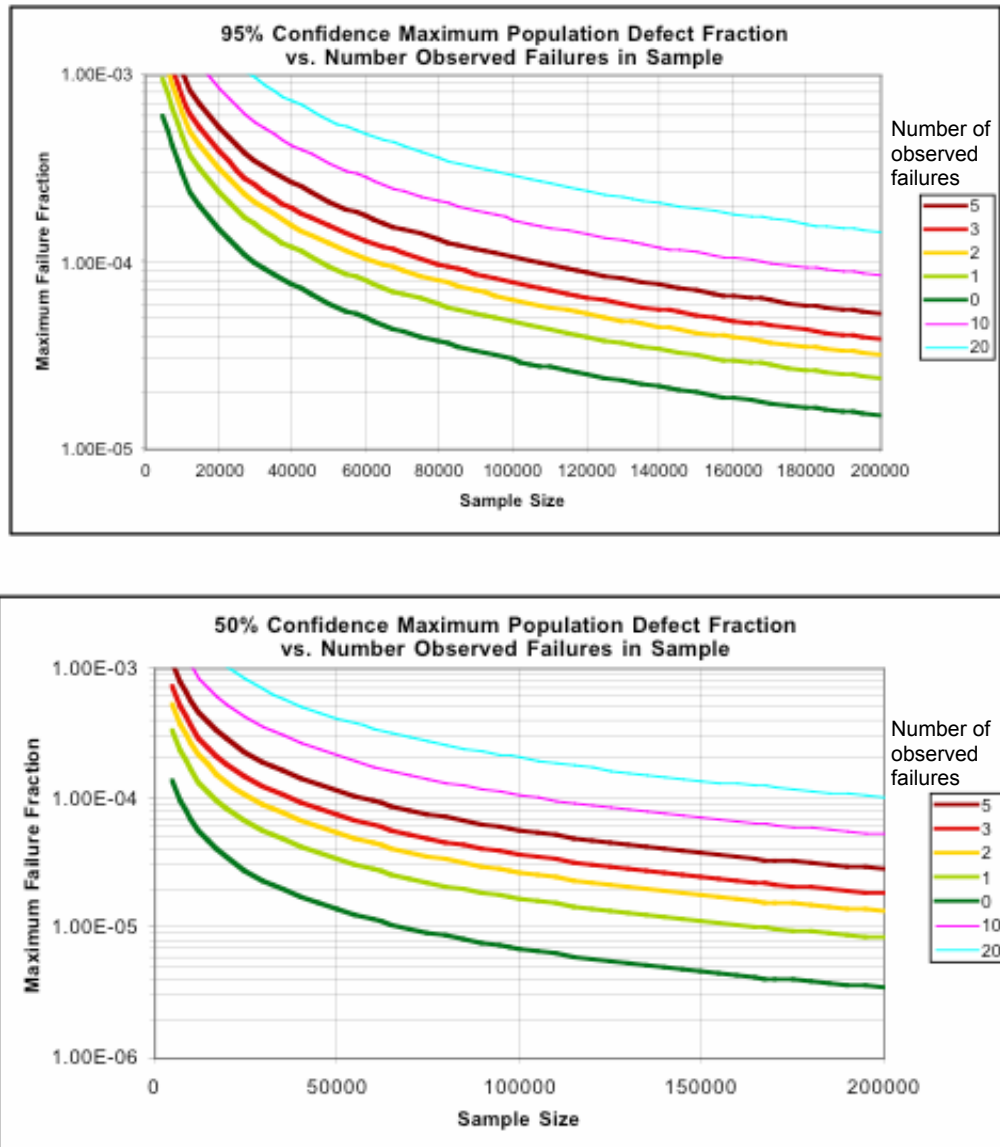 95% Confidence Maximum Population Defect Fraction
vs. Number Observed Failures in Sample
1.00E-03
1.00E-04
1.00E-05
Maximum Failure Fraction
0 20000 40000 60000 80000 100000 120000 140000 160000 180000 200000
Sample Size
Number of
observed
failures
5
3
2
1
0
10
20
50% Confidence Maximum Population Defect Fraction
vs. Number Observed Failures in Sample
1.00E-03
1.00E-04
1.00E-05
1.00E-06
Maximum Failure Fraction
0 50000 100000 150000 200000
Sample Size
Number of
observed
failures
5
3
2
1
0
10
20